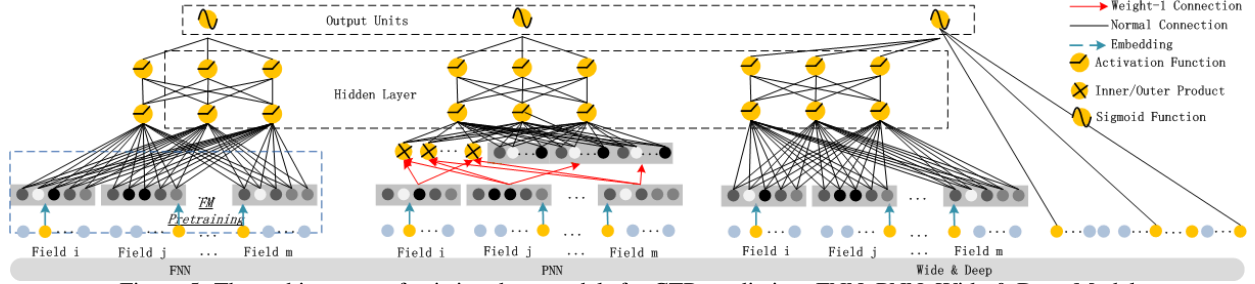 Output Units
Hidden Layer
Weight-1 Connection
Normal Connection
Embedding
Activation Function
Inner/Outer Product
Sigmoid Function
FM
Pretraining
Field i Field j ... Field m
Field i Field j ... Field m
Field i Field j ... Field m
FNN PNN Wide & Deep